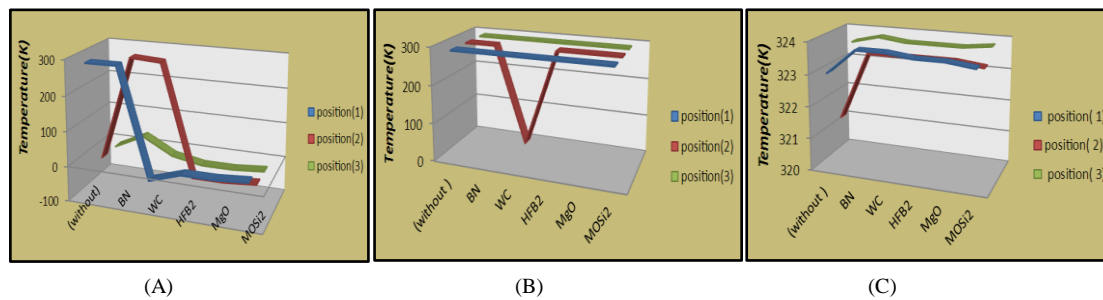 Temperature(K)
300
200
100
0
-100
(without)
BN
WC
HFB2
MgO
MOSi2
position(1)
position(2)
position(3)
(A)
Temperature(K)
300
200
100
0
(without )
BN
WC
HFB2
MgO
MOSi2
position(1)
position(2)
position(3)
(B)
Temperature(K)
324
323
322
321
320
(without )
BN
WC
HFB2
MgO
MOSi2
position( 1)
position( 2)
position( 3)
(C)